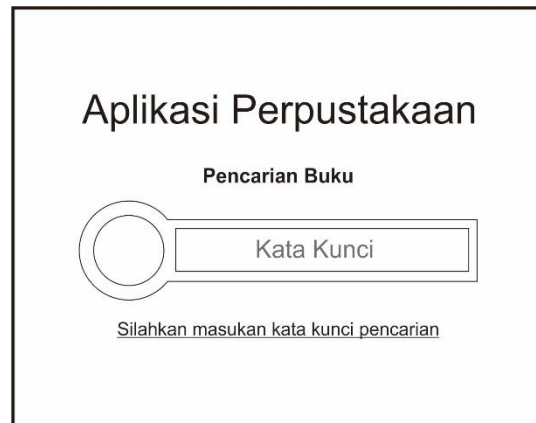 Aplikasi Perpustakaan
Pencarian Buku
Kata Kunci
Silahkan masukan kata kunci pencarian